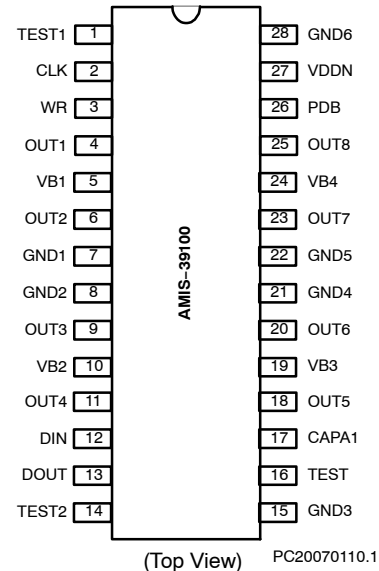 TEST1 1 28 GND6
CLK 2 27 VDDN
WR 3 26 PDB
OUT1 4 25 OUT8
VB1 5 24 VB4
OUT2 6 23 OUT7
GND1 7 22 GND5
GND2 8 21 GND4
OUT3 9 20 OUT6
VB2 10 19 VB3
OUT4 11 18 OUT5
DIN 12 17 CAPA1
DOUT 13 16 TEST
TEST2 14 15 GND3
AMIS−39100
(Top View) PC20070110.1